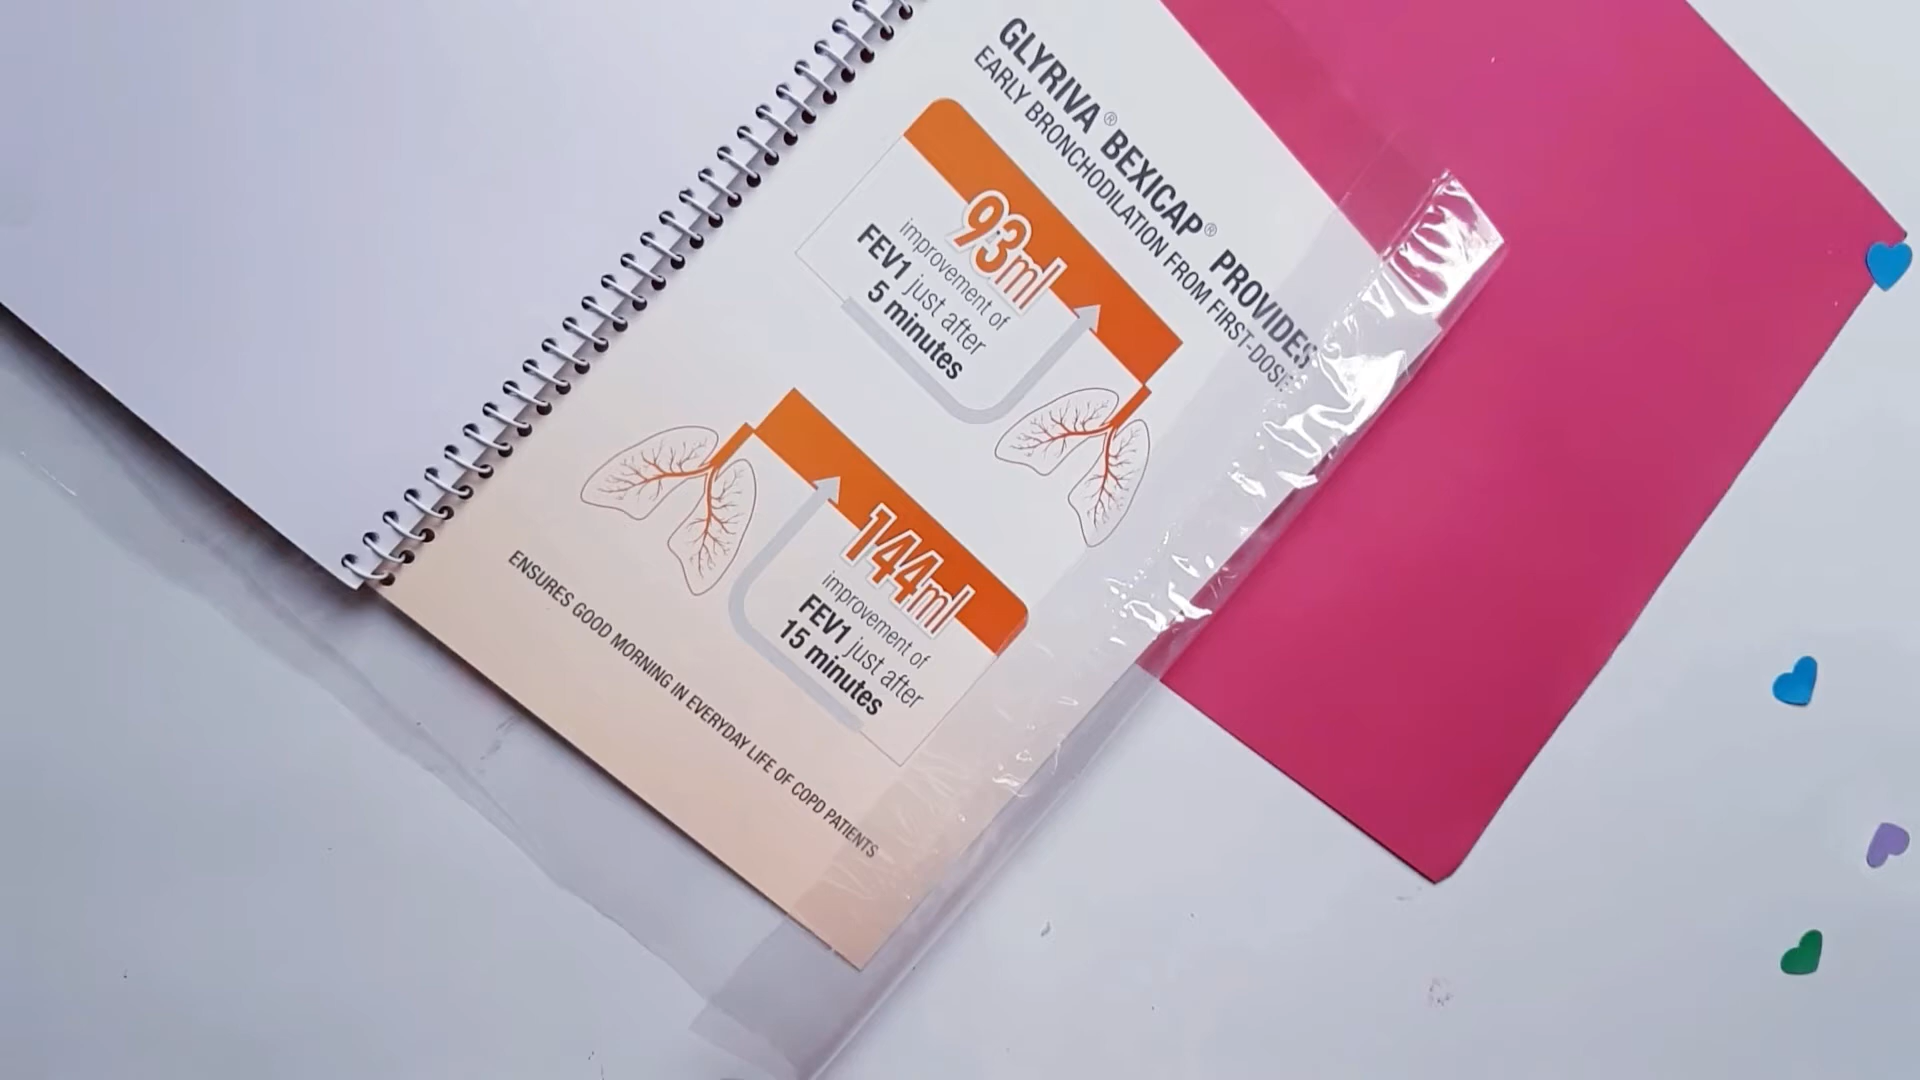 GLYRIVA® BEXICAP® PROVIDES
EARLY BRONCHODILATION FROM FIRST-DOSE
93ml
improvement of
FEV1 just after
5 minutes
144ml
improvement of
FEV1 just after
15 minutes
ENSURES GOOD MORNING IN EVERYDAY LIFE OF COPD PATIENTS